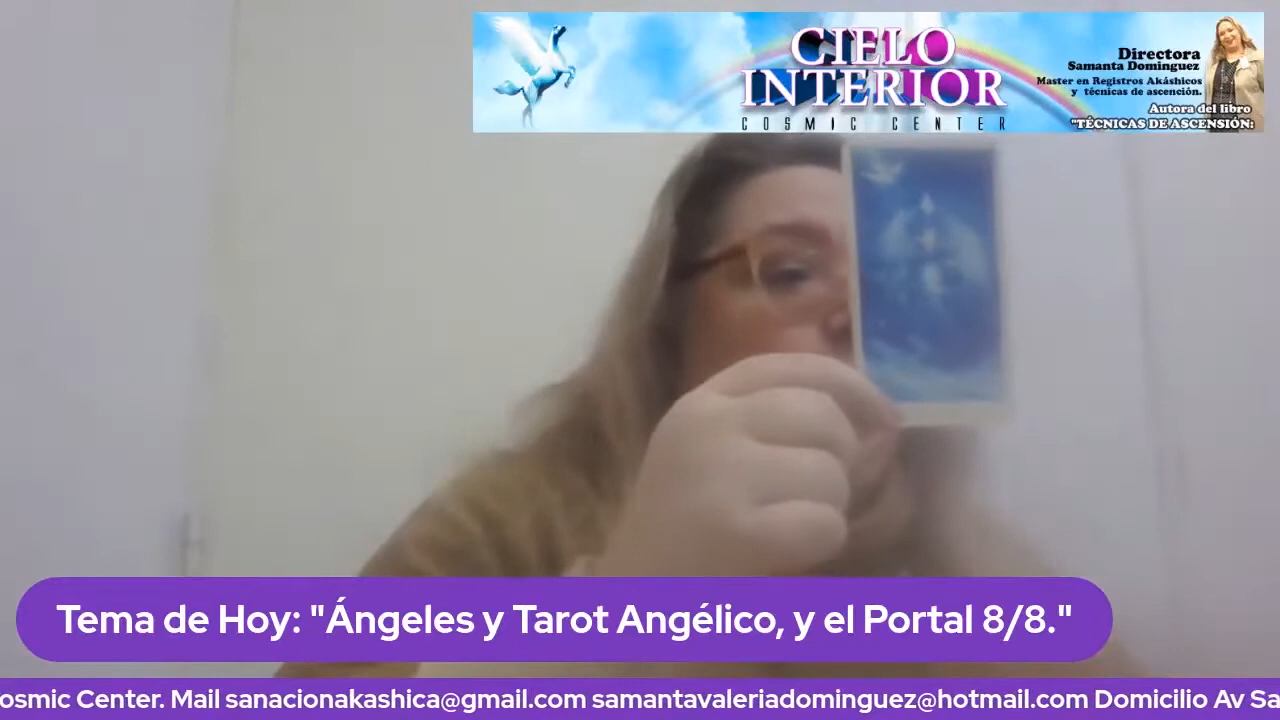 CIELO
INTERIOR
COSMIC CENTER
Directora
Samanta Dominguez
Master en Registros Akáshicos
y técnicas de ascención.
Autora del libro
"TÉCNICAS DE ASCENSIÓN:
Tema de Hoy: "Ángeles y Tarot Angélico, y el Portal 8/8."
osmic Center. Mail sanacionakashica@gmail.com samantavaleriadominguez@hotmail.com Domicilio Av Sa